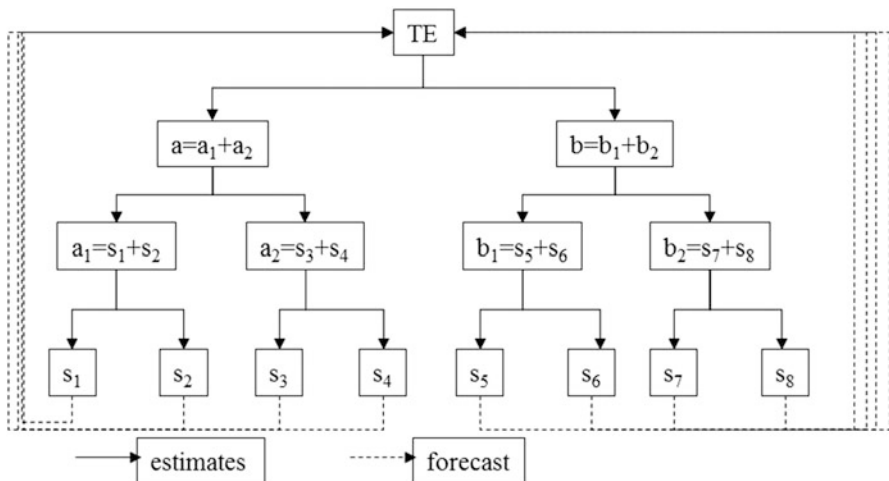 TE
a=a₁+a₂
b=b₁+b₂
a₁=s₁+s₂
a₂=s₃+s₄
b₁=s₅+s₆
b₂=s₇+s₈
s₁
s₂
s₃
s₄
s₅
s₆
s₇
s₈
estimates
forecast